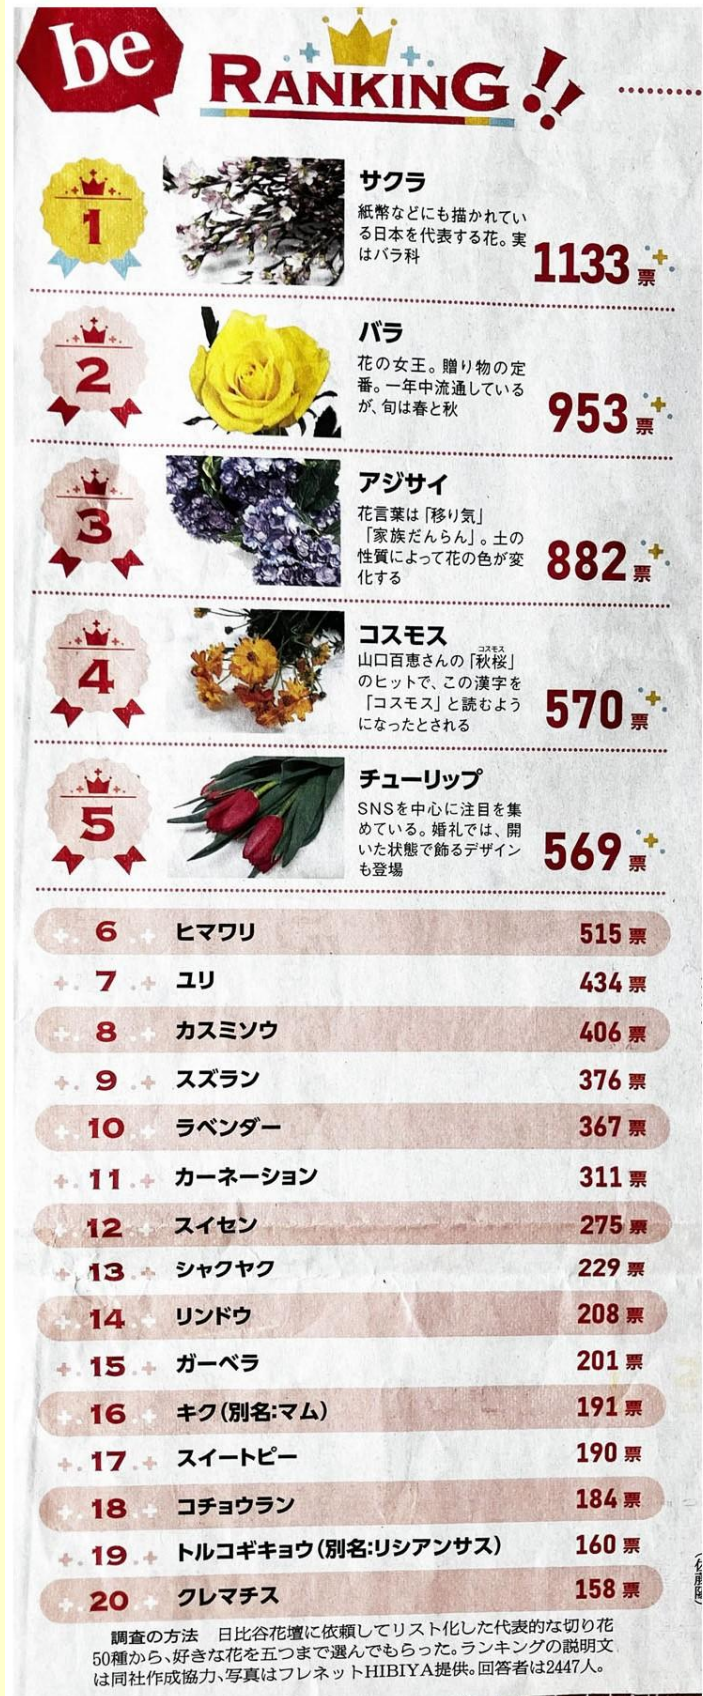 be
RANKING!!
1
サクラ
紙幣などにも描かれてい
る日本を代表する花。実
はバラ科
1133票
2
バラ
花の女王。贈り物の定
番。一年中流通している
が、旬は春と秋
953票
3
アジサイ
花言葉は「移り気」
「家族だんらん」。土の
性質によって花の色が変
化する
882票
4
コスモス
山口百恵さんの「秋桜」
コスモス
のヒットで、この漢字を
「コスモス」と読むよう
になったとされる
570票
5
チューリップ
SNSを中心に注目を集
めている。婚礼では、開
いた状態で飾るデザイン
も登場
569票
6 ヒマワリ 515票
7 ユリ 434票
8 カスミソウ 406票
9 スズラン 376票
10 ラベンダー 367票
11 カーネーション 311票
12 スイセン 275票
13 シャクヤク 229票
14 リンドウ 208票
15 ガーベラ 201票
16 キク(別名:マム) 191票
17 スイートピー 190票
18 コチョウラン 184票
19 トルコギキョウ(別名:リシアンサス) 160票
20 クレマチス 158票
調査の方法 日比谷花壇に依頼してリスト化した代表的な切り花
50種から、好きな花を五つまで選んでもらった。ランキングの説明文
は同社作成協力、写真はフレネットHIBIYA提供。回答者は2447人。